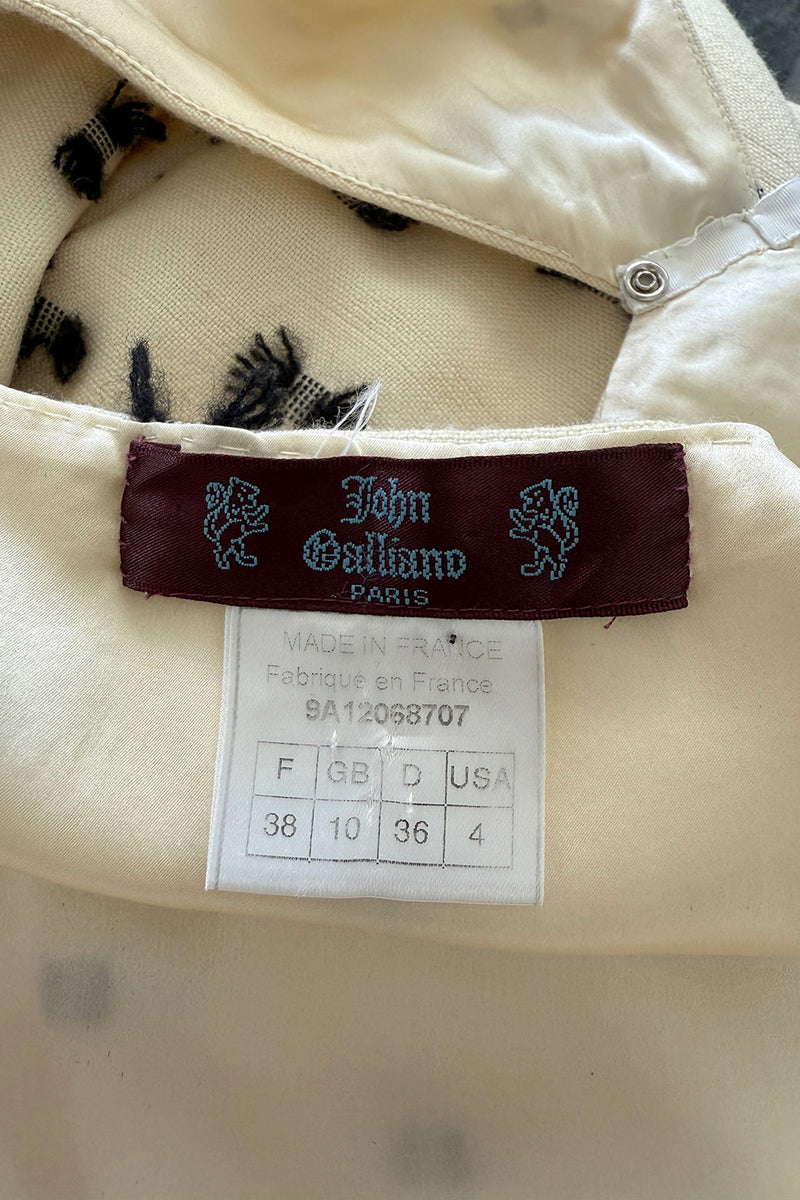 John
Galliano
PARIS
MADE IN FRANCE
Fabriqué en France
9A12068707
F GB D USA
38 10 36 4